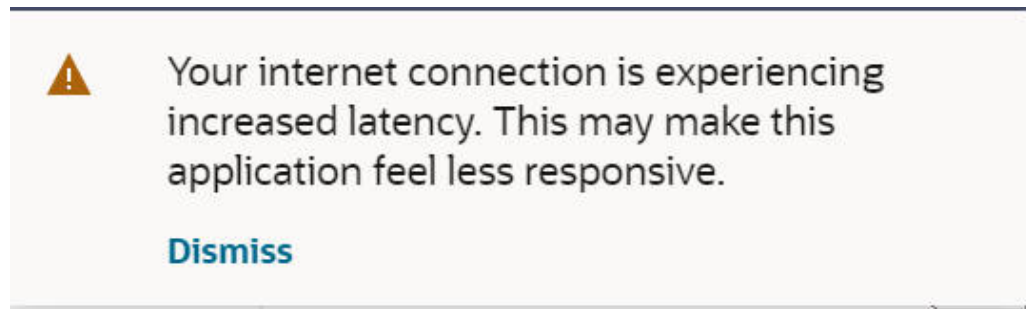 Your internet connection is experiencing
increased latency. This may make this
application feel less responsive.
Dismiss